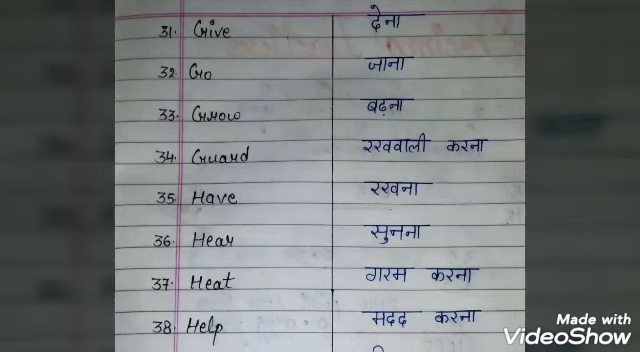 31. Give देना
32. Go जाना
33. Grow बढ़ना
34. Guard रखवाली करना
35. Have रखना
36. Hear सुनना
37. Heat गरम करना
38. Help मदद करना
Made with
VideoShow